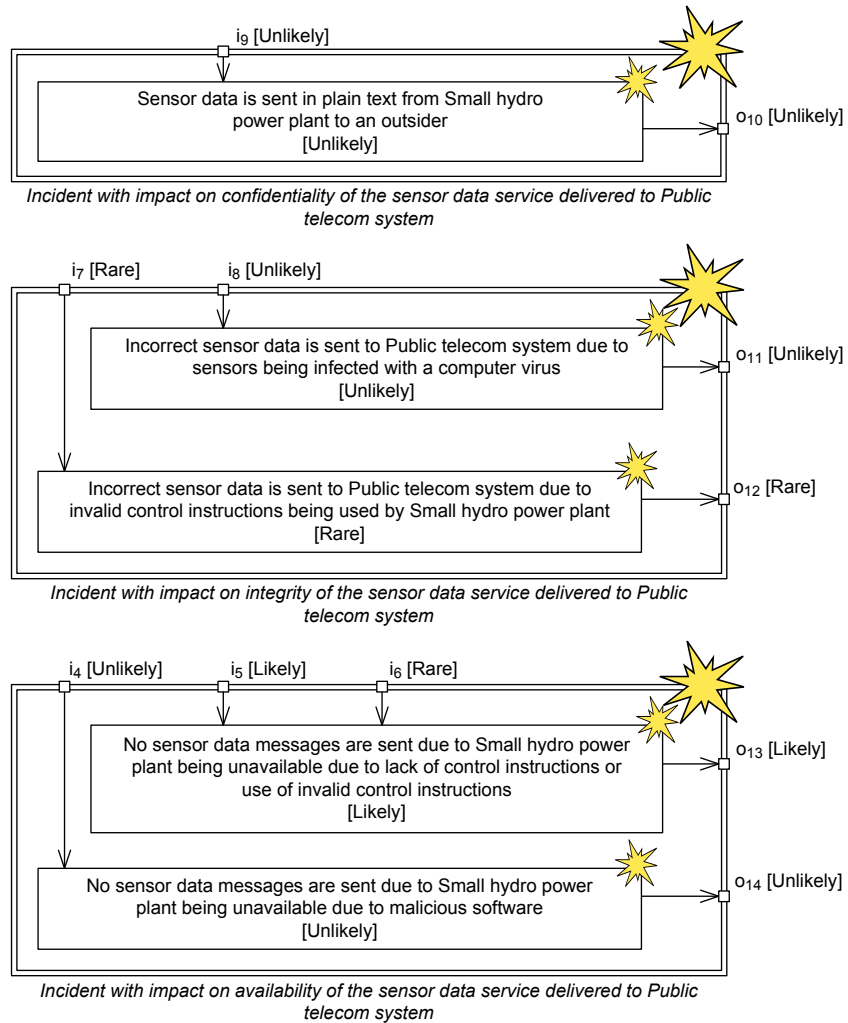 i9 [Unlikely]
Sensor data is sent in plain text from Small hydro
power plant to an outsider
[Unlikely]
o10 [Unlikely]
Incident with impact on confidentiality of the sensor data service delivered to Public
telecom system
i7 [Rare]
i8 [Unlikely]
Incorrect sensor data is sent to Public telecom system due to
sensors being infected with a computer virus
[Unlikely]
o11 [Unlikely]
Incorrect sensor data is sent to Public telecom system due to
invalid control instructions being used by Small hydro power plant
[Rare]
o12 [Rare]
Incident with impact on integrity of the sensor data service delivered to Public
telecom system
i4 [Unlikely]
i5 [Likely]
i6 [Rare]
No sensor data messages are sent due to Small hydro power
plant being unavailable due to lack of control instructions or
use of invalid control instructions
[Likely]
o13 [Likely]
No sensor data messages are sent due to Small hydro power
plant being unavailable due to malicious software
[Unlikely]
o14 [Unlikely]
Incident with impact on availability of the sensor data service delivered to Public
telecom system